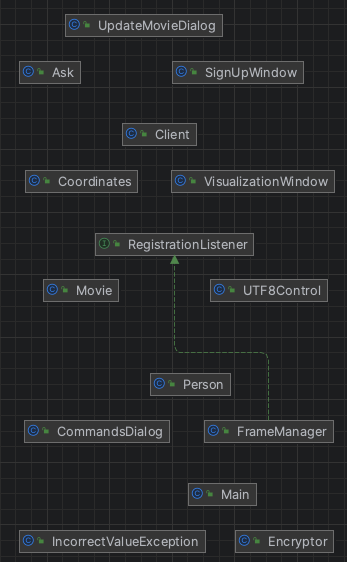 UpdateMovieDialog
Ask
SignUpWindow
Client
Coordinates
VisualizationWindow
RegistrationListener
Movie
UTF8Control
Person
CommandsDialog
FrameManager
Main
IncorrectValueException
Encryptor